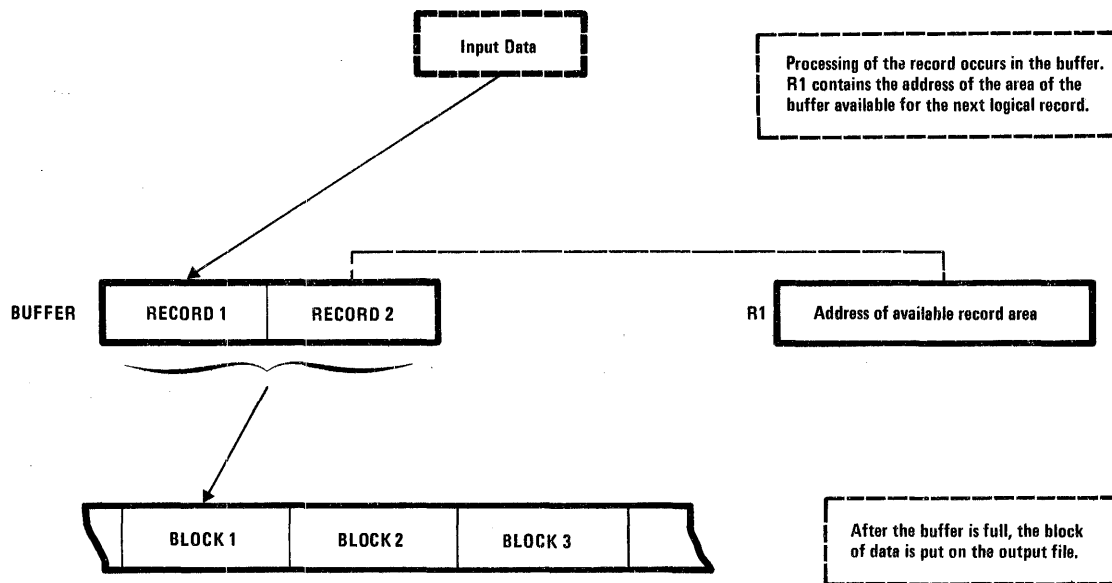 Input Data
Processing of the record occurs in the buffer.
R1 contains the address of the area of the
buffer available for the next logical record.
BUFFER
RECORD 1
RECORD 2
R1
Address of available record area
BLOCK 1
BLOCK 2
BLOCK 3
After the buffer is full, the block
of data is put on the output file.